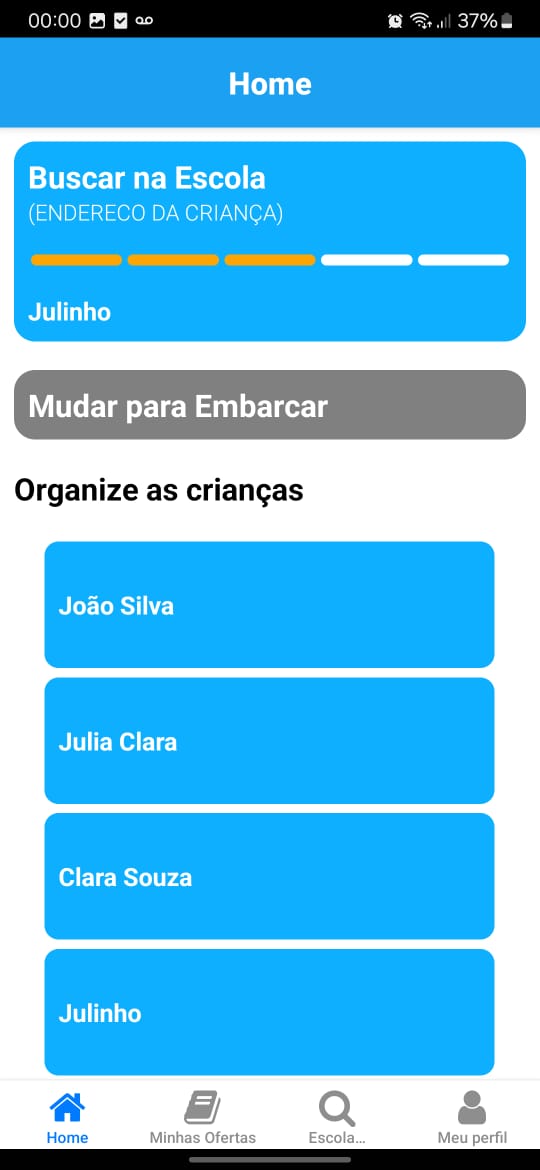 00:00 37%
Home
Buscar na Escola
(ENDERECO DA CRIANÇA)
Julinho
Mudar para Embarcar
Organize as crianças
João Silva
Julia Clara
Clara Souza
Julinho
Home Minhas Ofertas Escola... Meu perfil